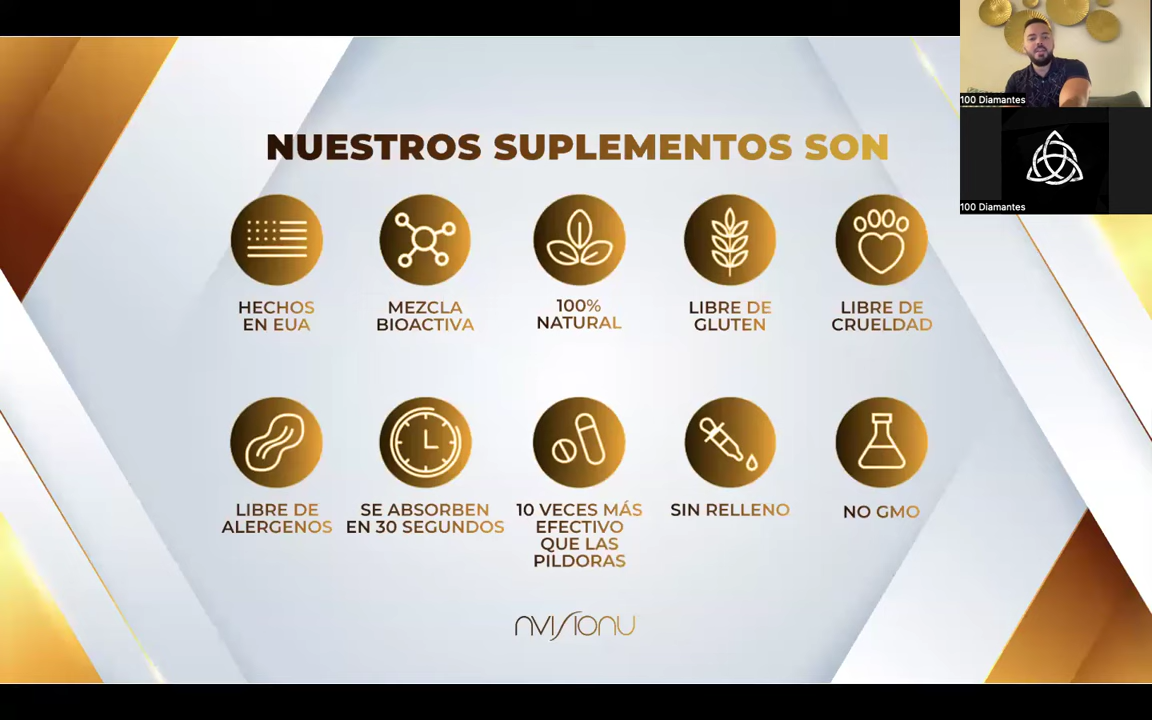 100 Diamantes
100 Diamantes
NUESTROS SUPLEMENTOS SON
HECHOS
EN EUA
MEZCLA
BIOACTIVA
100%
NATURAL
LIBRE DE
GLUTEN
LIBRE DE
CRUELDAD
LIBRE DE
ALERGENOS
SE ABSORBEN
EN 30 SEGUNDOS
10 VECES MÁS
EFECTIVO
QUE LAS
PILDORAS
SIN RELLENO
NO GMO
nvisionu